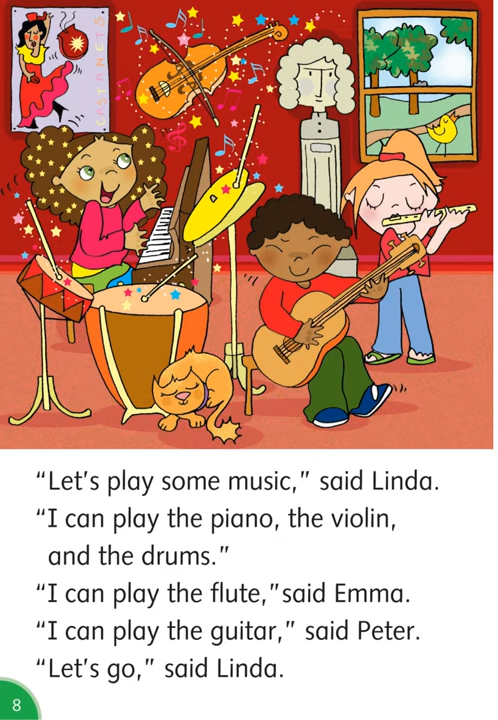 CASTANETS
“Let’s play some music,” said Linda.
“I can play the piano, the violin,
and the drums.”
“I can play the flute,”said Emma.
“I can play the guitar,” said Peter.
“Let’s go,” said Linda.
8